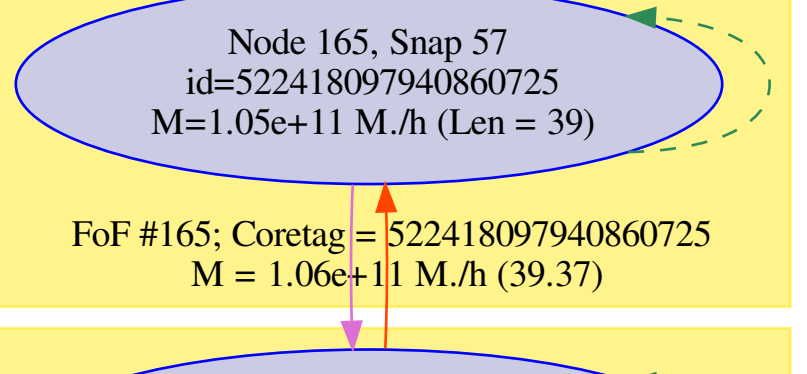 Node 165, Snap 57
id=522418097940860725
M=1.05e+11 M./h (Len = 39)
FoF #165; Coretag = 522418097940860725
M = 1.06e+11 M./h (39.37)